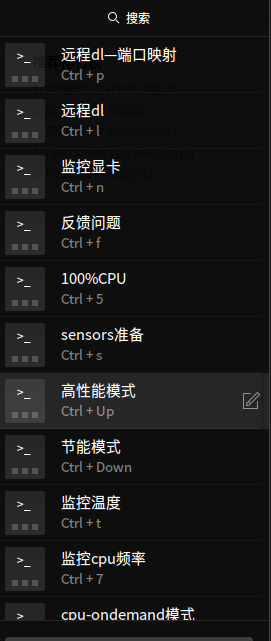 搜索
远程dl—端口映射
Ctrl + p
远程dl
Ctrl + l
监控显卡
Ctrl + n
反馈问题
Ctrl + f
100%CPU
Ctrl + 5
sensors准备
Ctrl + s
高性能模式
Ctrl + Up
节能模式
Ctrl + Down
监控温度
Ctrl + t
监控cpu频率
Ctrl + 7
cpu-ondemand模式